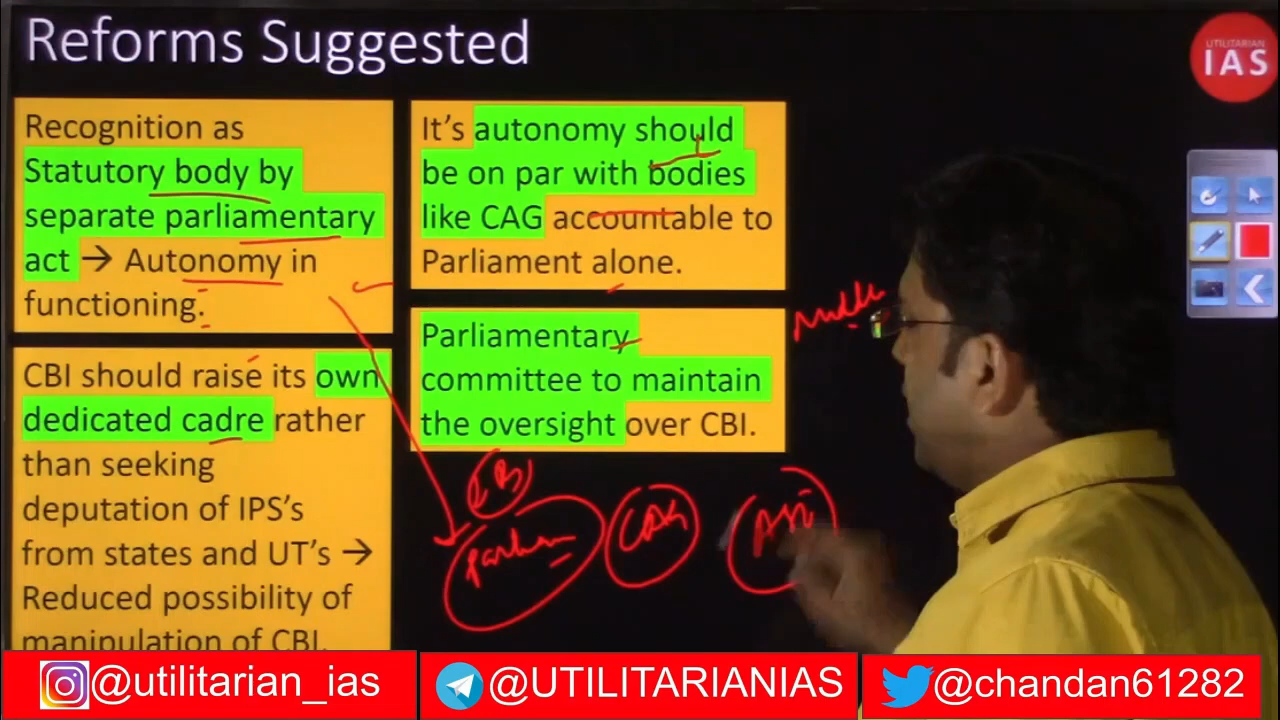 Reforms Suggested
UTILITARIAN
IAS
Recognition as
Statutory body by
separate parliamentary
act → Autonomy in
functioning.
CBI should raise its own
dedicated cadre rather
than seeking
deputation of IPS's
from states and UT's →
Reduced possibility of
manipulation of CBI.
It's autonomy should
be on par with bodies
like CAG accountable to
Parliament alone.
Parliamentary
committee to maintain
the oversight over CBI.
CAG
@utilitarian_ias
@UTILITARIANIAS
@chandan61282